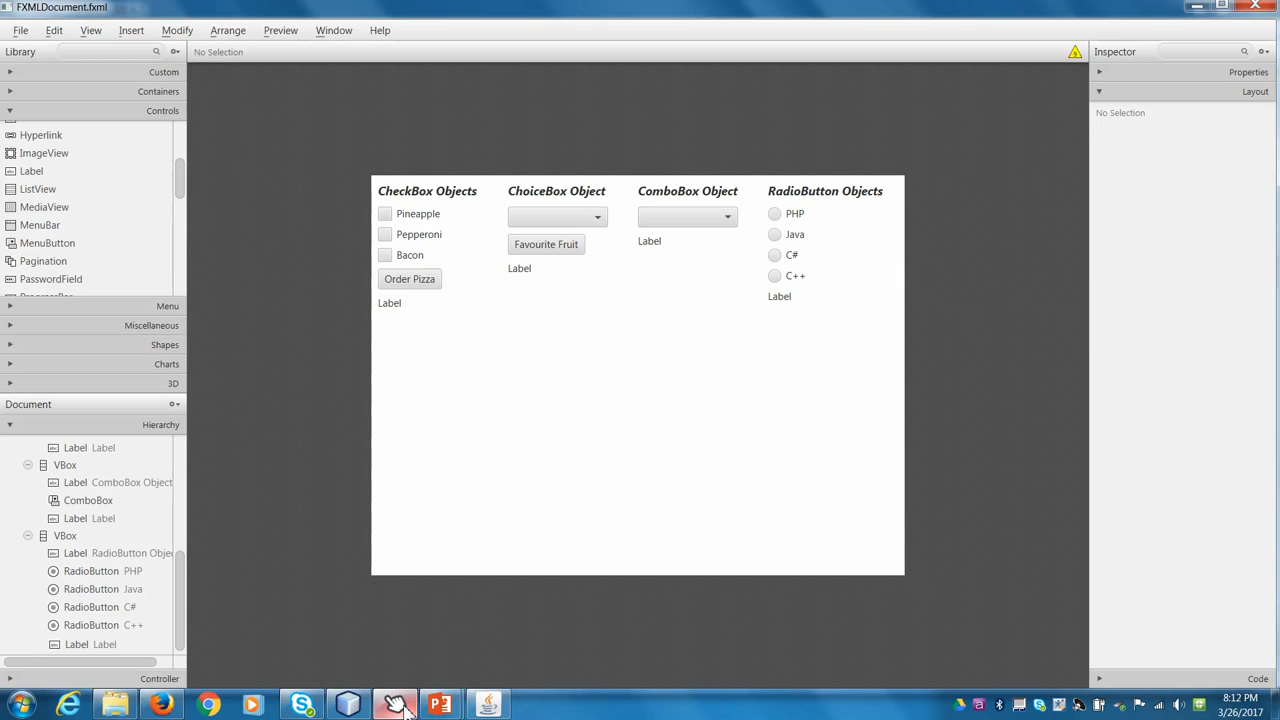 FXMLDocument.fxml
File Edit View Insert Modify Arrange Preview Window Help
Library
No Selection
Inspector
Custom
Containers
Controls
Hyperlink
ImageView
Label
ListView
MediaView
MenuBar
MenuButton
Pagination
PasswordField
Menu
Miscellaneous
Shapes
Charts
3D
Document
Hierarchy
Label Label
VBox
Label ComboBox Object
ComboBox
Label Label
VBox
Label RadioButton Obje
RadioButton PHP
RadioButton Java
RadioButton C#
RadioButton C++
Label Label
Controller
CheckBox Objects
Pineapple
Pepperoni
Bacon
Order Pizza
Label
ChoiceBox Object
Favourite Fruit
Label
ComboBox Object
Label
RadioButton Objects
PHP
Java
C#
C++
Label
Properties
Layout
No Selection
Code
8:12 PM
3/26/2017